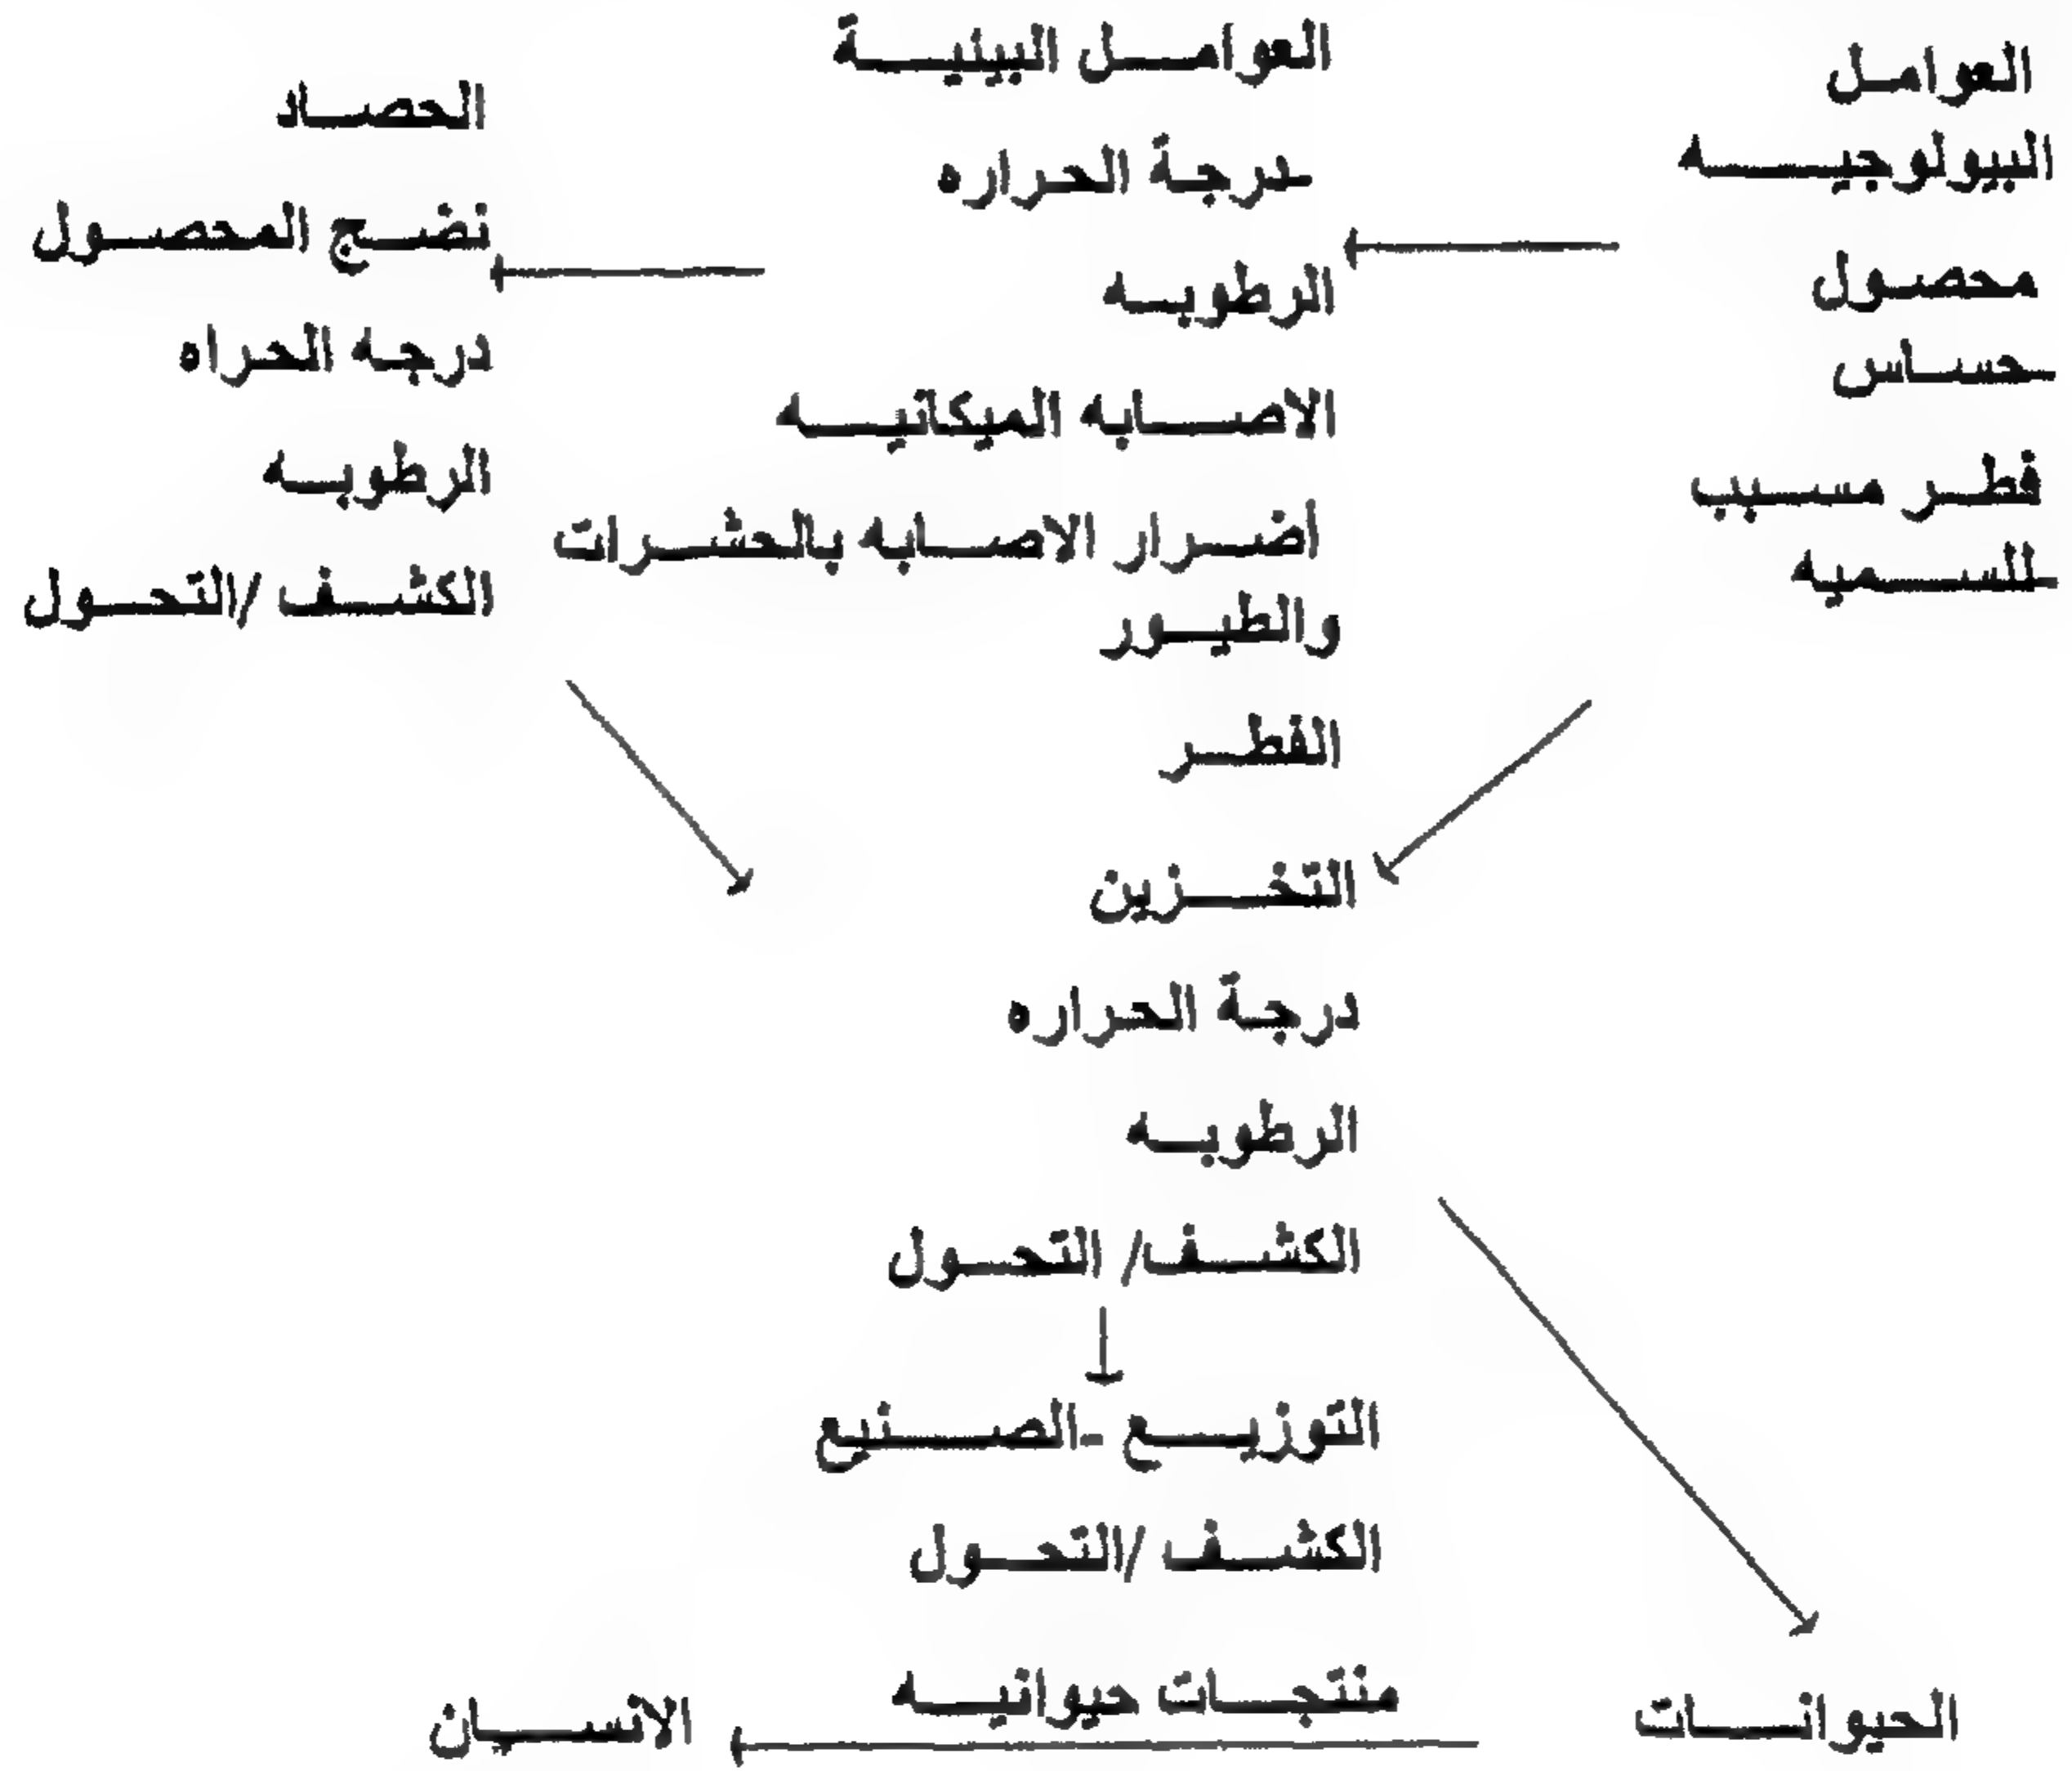 العوامل
البيولوجيه
محصول
حساس
فطر مسبب
للسميه
العوامل البيئية
-درجة الحراره
الرطوبه
الاصابه الميكانيه
أضرار الاصابه بالحشرات
والطيور
الفطر
الحصاد
نضج المحصول
درجه الحراه
الرطوبه
الكشف /التحول
التخزين
درجة الحراره
الرطوبه
الكشف/ التحول
التوزيع -الصنيع
الكشف /التحول
الحيوانات
منتجات حيوانيه
الانسان